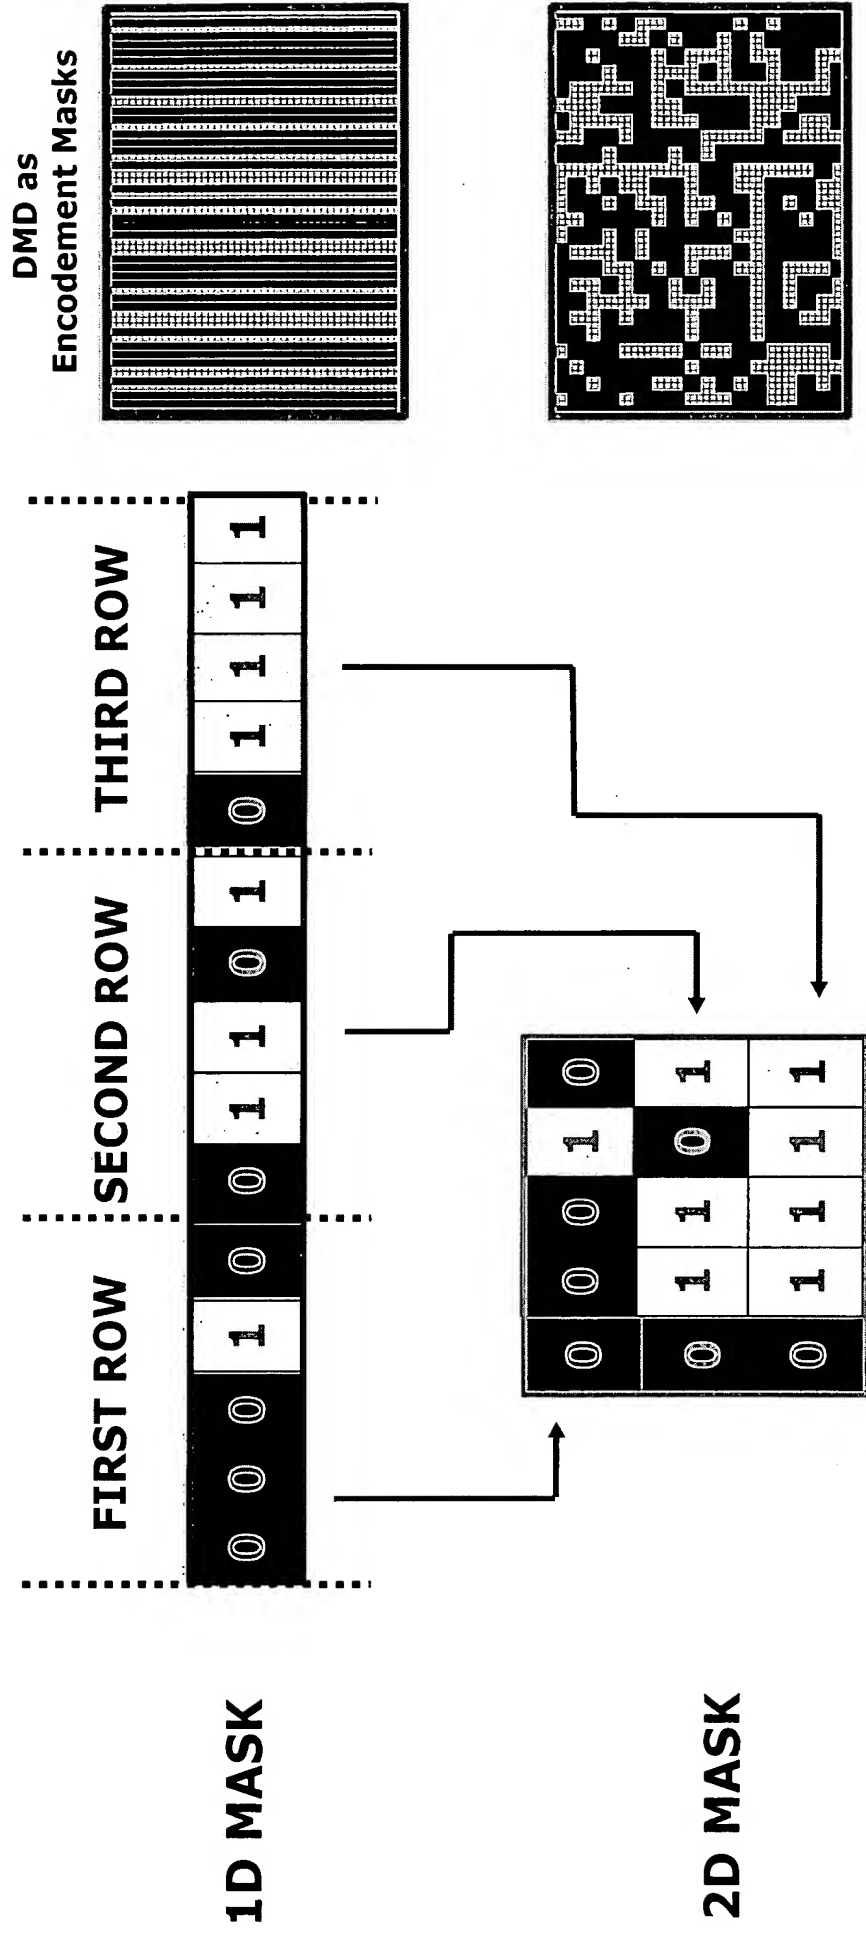 DMD as
Encodement Masks
FIRST ROW SECOND ROW THIRD ROW
1D MASK 0 0 0 1 0 0 1 1 0 1 0 1 1 1 1
0 0 0 1 0
2D MASK 0 1 1 0 1
0 1 1 1 1